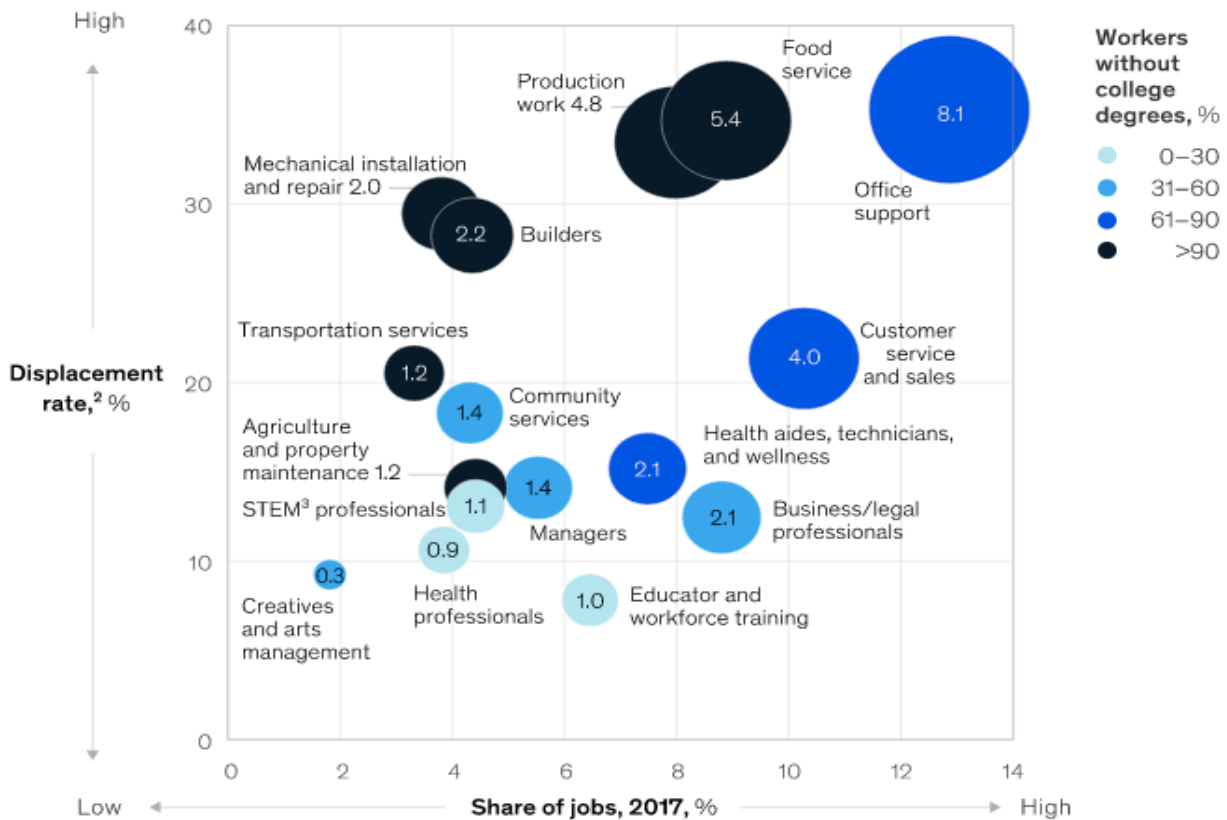 High
Low
Displacement
rate,² %
40
30
20
10
0
0
2
4
6
8
10
12
14
Low
Share of jobs, 2017, %
High
Production
work 4.8
Food
service
5.4
8.1
Office
support
Mechanical installation
and repair 2.0
2.2
Builders
Transportation services
1.2
1.4
Community
services
4.0
Customer
service
and sales
Agriculture
and property
maintenance 1.2
STEM³ professionals
1.1
1.4
Managers
2.1
Health aides, technicians,
and wellness
2.1
Business/legal
professionals
0.9
Health
professionals
0.3
Creatives
and arts
management
1.0
Educator and
workforce training
Workers
without
college
degrees, %
0–30
31–60
61–90
>90